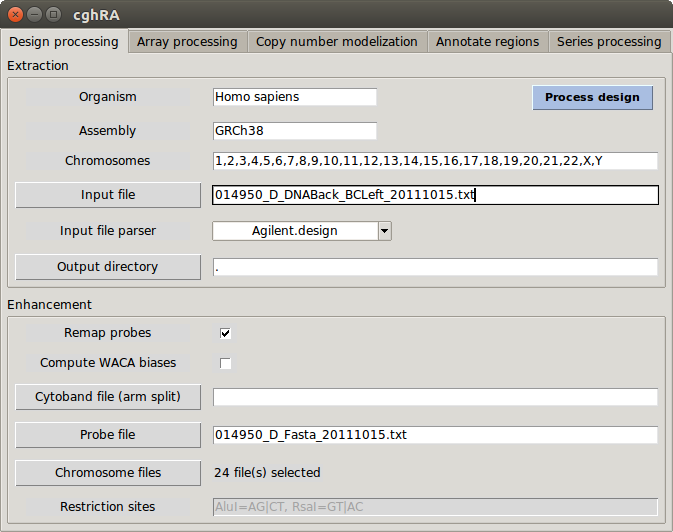 cghRA
Design processing Array processing Copy number modelization Annotate regions Series processing
Extraction
Organism Homo sapiens Process design
Assembly GRCh38
Chromosomes 1,2,3,4,5,6,7,8,9,10,11,12,13,14,15,16,17,18,19,20,21,22,X,Y
Input file 014950_D_DNABack_BCLeft_20111015.txt
Input file parser Agilent.design
Output directory .
Enhancement
Remap probes
Compute WACA biases
Cytoband file (arm split)
Probe file 014950_D_Fasta_20111015.txt
Chromosome files 24 file(s) selected
Restriction sites AluI=AG|CT, RsaI=GT|AC